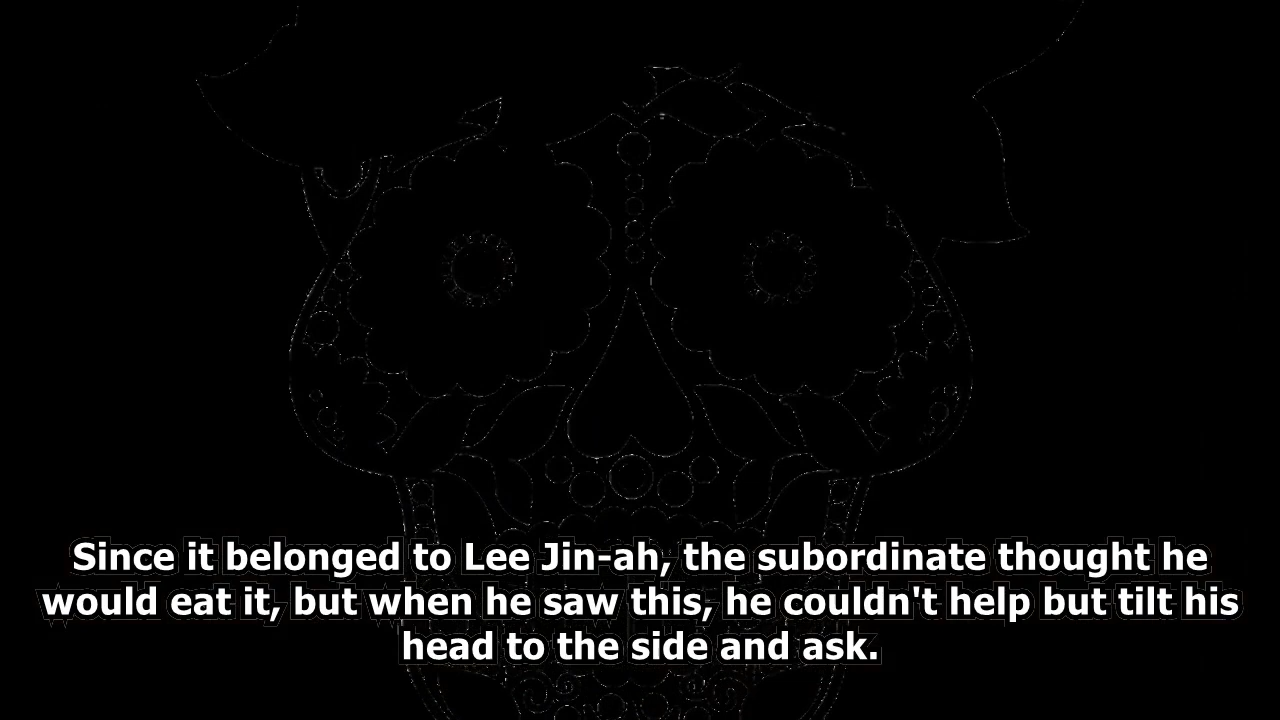 Since it belonged to Lee Jin-ah, the subordinate thought he
would eat it, but when he saw this, he couldn't help but tilt his
head to the side and ask.